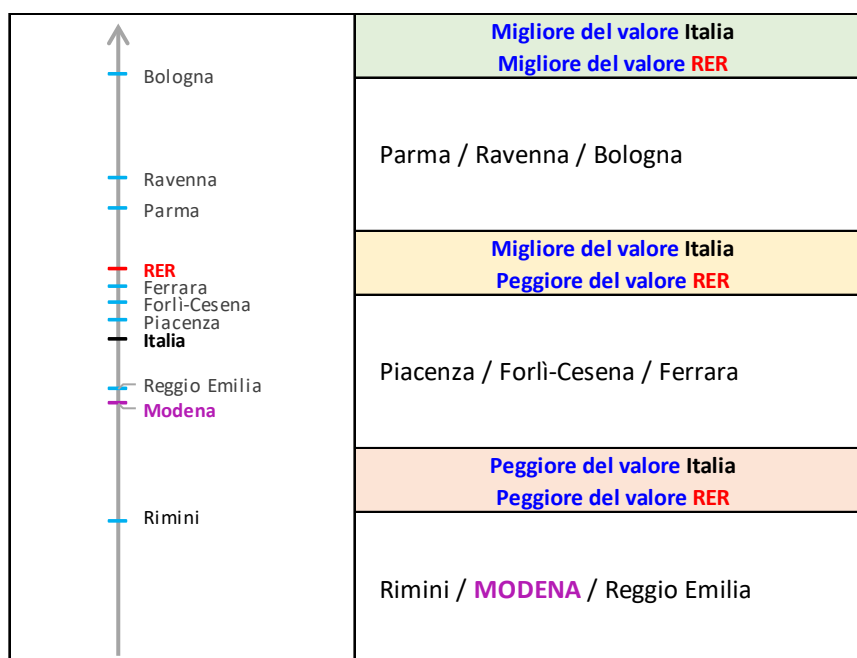 Bologna
Ravenna
Parma
RER
Ferrara
Forlì-Cesena
Piacenza
Italia
Reggio Emilia
Modena
Rimini
Migliore del valore Italia
Migliore del valore RER
Parma / Ravenna / Bologna
Migliore del valore Italia
Peggiore del valore RER
Piacenza / Forlì-Cesena / Ferrara
Peggiore del valore Italia
Peggiore del valore RER
Rimini / MODENA / Reggio Emilia